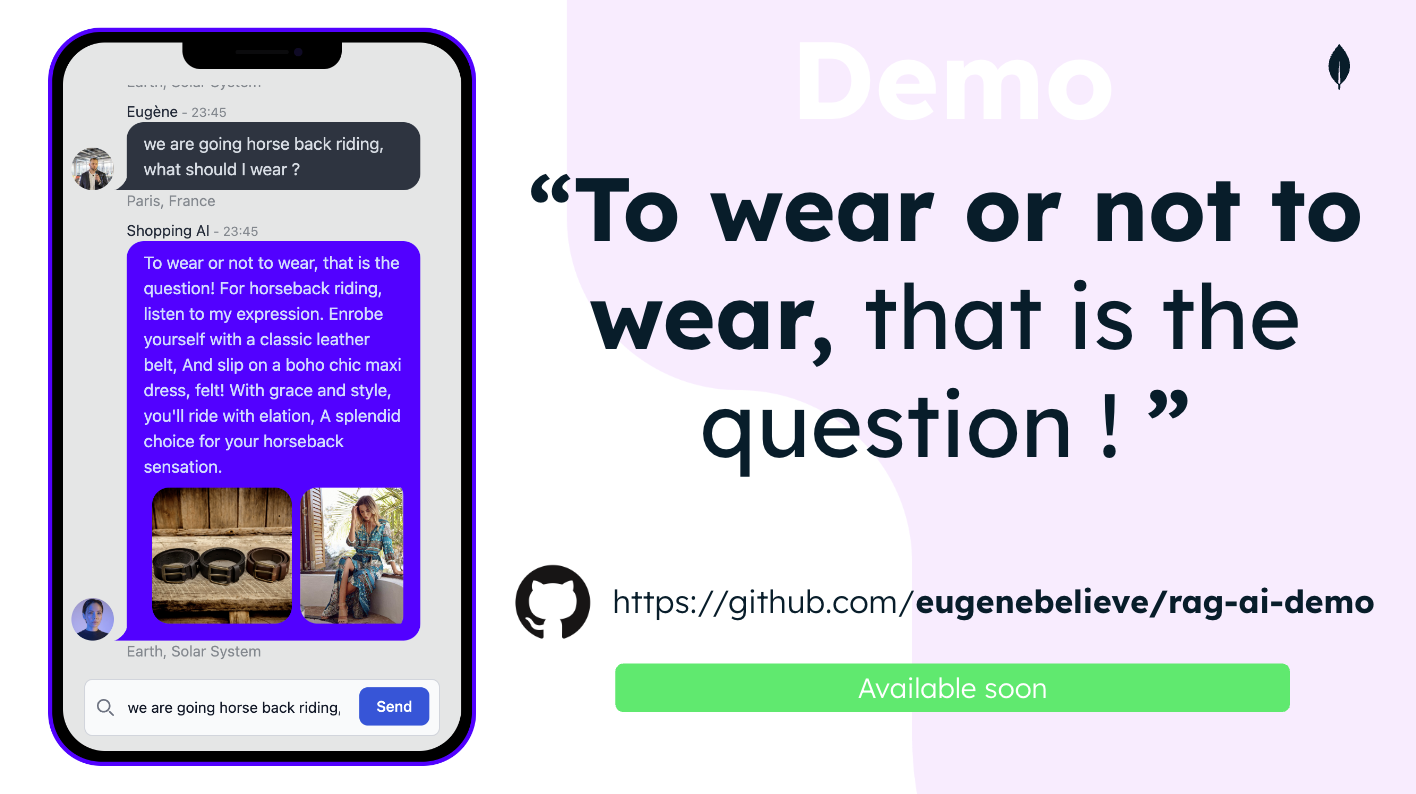 Earth, Solar System
Eugène - 23:45
we are going horse back riding,
what should I wear ?
Paris, France
Shopping AI - 23:45
To wear or not to wear, that is the
question! For horseback riding,
listen to my expression. Enrobe
yourself with a classic leather
belt, And slip on a boho chic maxi
dress, felt! With grace and style,
you'll ride with elation, A splendid
choice for your horseback
sensation.
Earth, Solar System
we are going horse back riding,
Send
Demo
“To wear or not to
wear, that is the
question ! ”
https://github.com/eugenebelieve/rag-ai-demo
Available soon